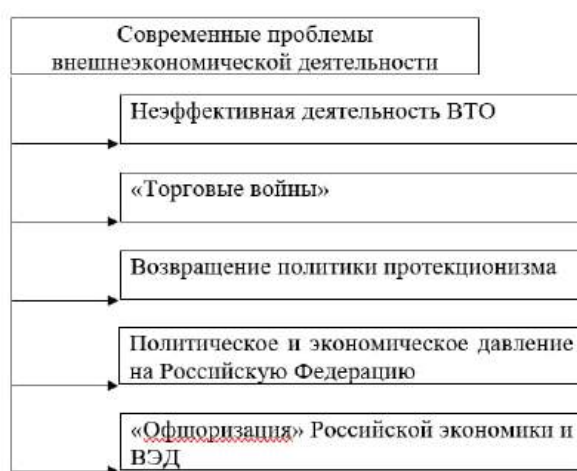 Современные проблемы
внешнеэкономической деятельности
Неэффективная деятельность ВТО
«Торговые войны»
Возвращение политики протекционизма
Политическое и экономическое давление
на Российскую Федерацию
«Офшоризация» Российской экономики и
ВЭД